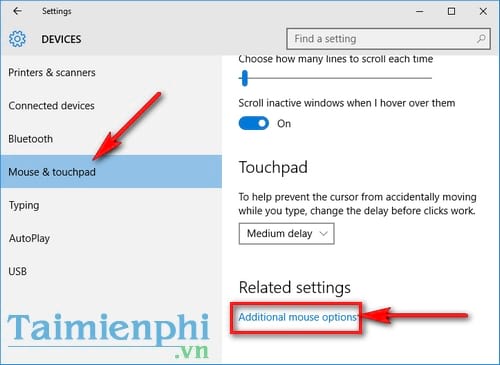 Settings
DEVICES
Find a setting
Printers & scanners
Connected devices
Bluetooth
Mouse & touchpad
Typing
AutoPlay
USB
Choose how many lines to scroll each time
Scroll inactive windows when I hover over them
On
Touchpad
To help prevent the cursor from accidentally moving
while you type, change the delay before clicks work.
Medium delay
Related settings
Additional mouse options
Taimienphi
.vn